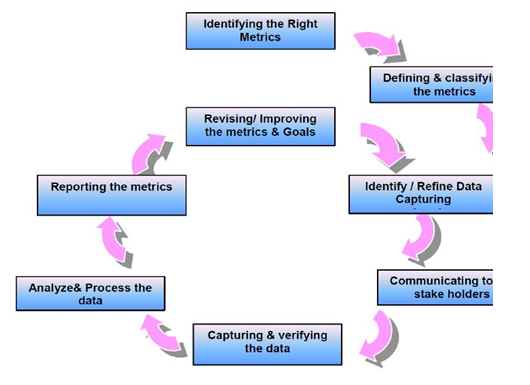 Identifying the Right
Metrics
Defining & classifyi
the metrics
Revising/ Improving
the metrics & Goals
Reporting the metrics
Identify / Refine Data
Capturing
Analyze& Process the
data
Communicating to
stake holders
Capturing & verifying
the data